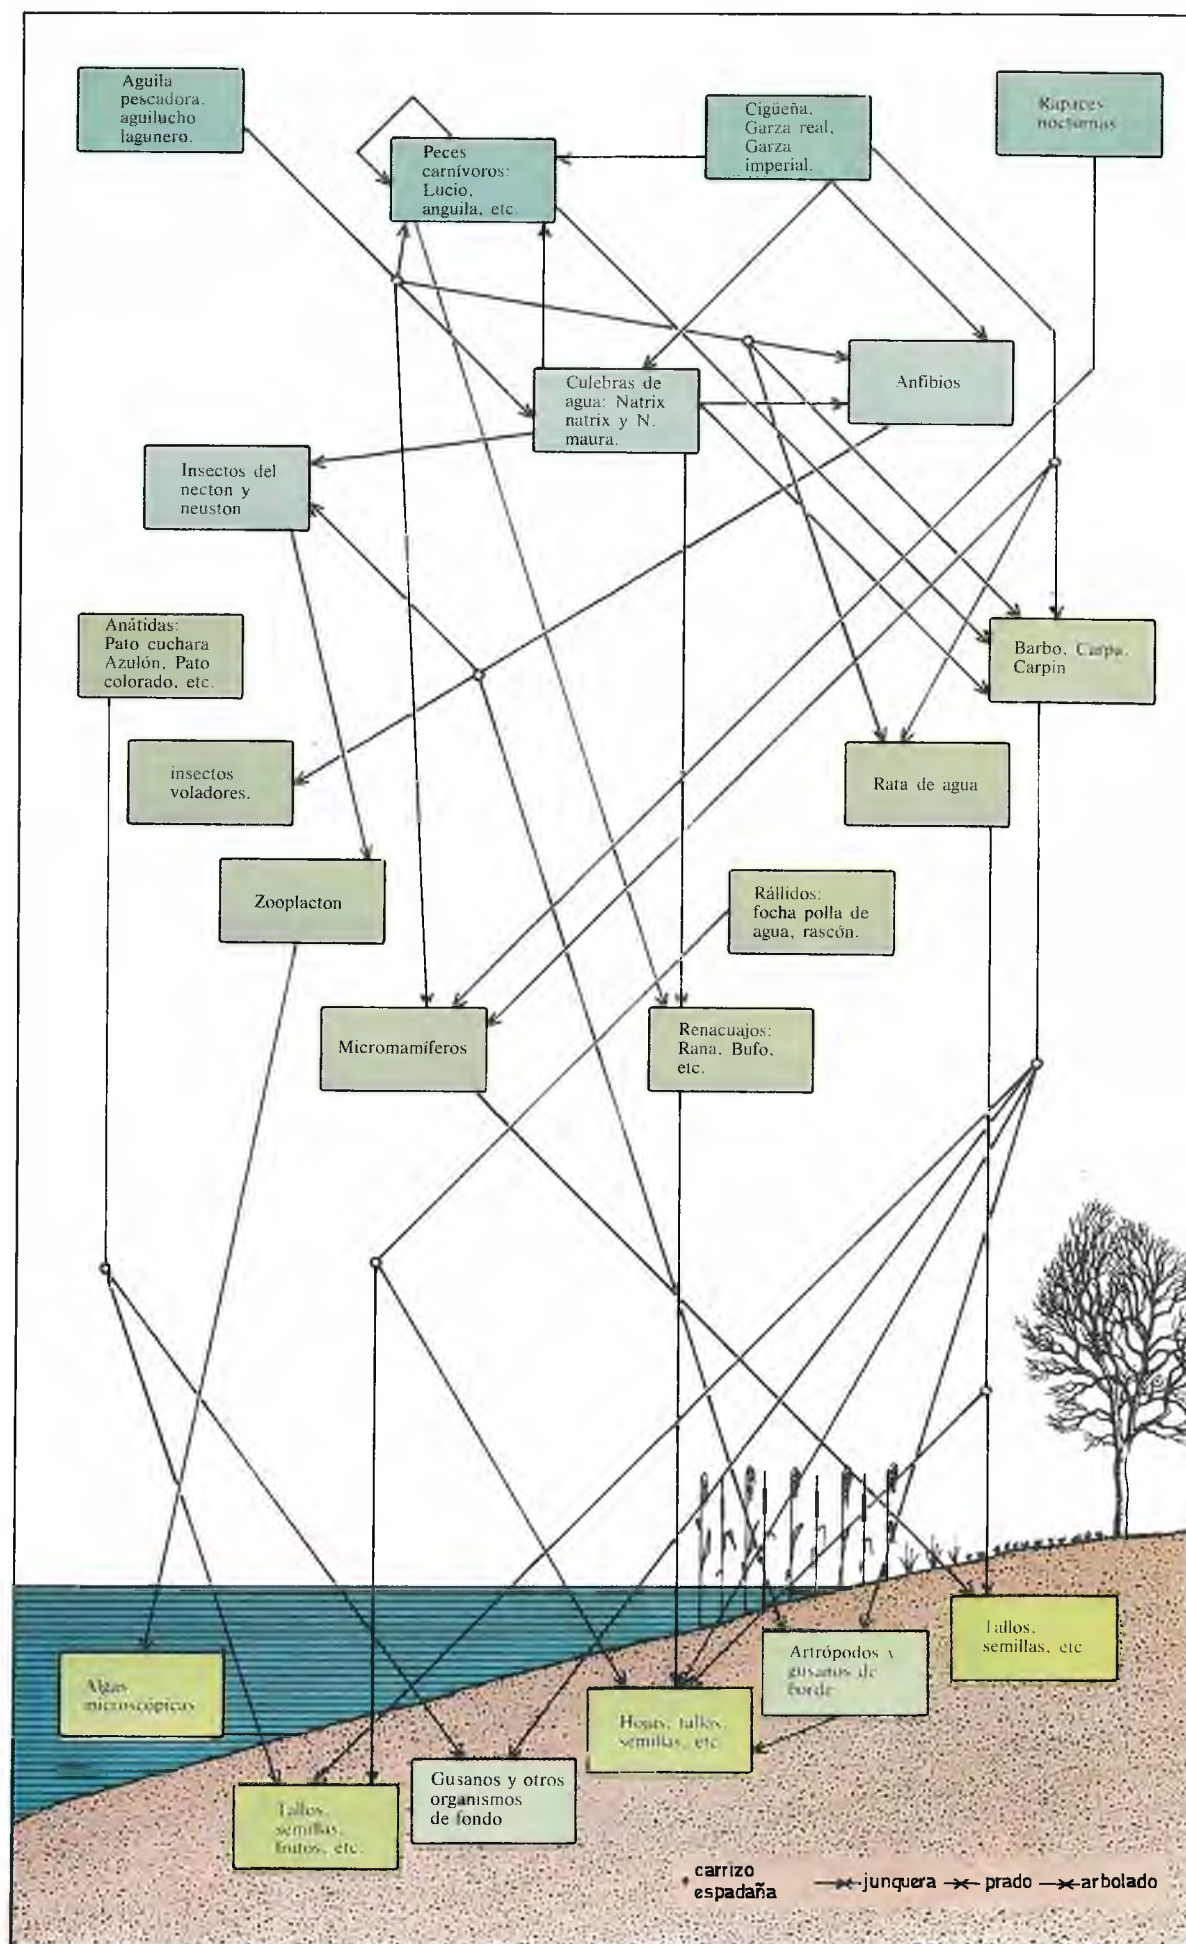 Aguila
pescadora.
aguilucho
lagunero.
Peces
carnívoros:
Lucio,
anguila, etc.
Cigüeña,
Garza real,
Garza
imperial.
Rapaces
nocturnas
Culebras de
agua: Natrix
natrix y N.
maura.
Anfibios
Insectos del
necton y
neuston
Anátidas:
Pato cuchara
Azulón, Pato
colorado, etc.
Barbo, Carpa,
Carpín
insectos
voladores.
Rata de agua
Zooplacton
Rállidos:
focha polla de
agua, rascón.
Micromamíferos
Renacuajos:
Rana, Bufo,
etc.
Tallos,
semillas, etc
Artrópodos y
gusanos de
borde
Algas
microscópicas
Hojas, tallos,
semillas, etc
Gusanos y otros
organismos
de fondo
Tallos,
semillas,
frutos, etc.
carrizo
espadaña
junquera
prado
arbolado